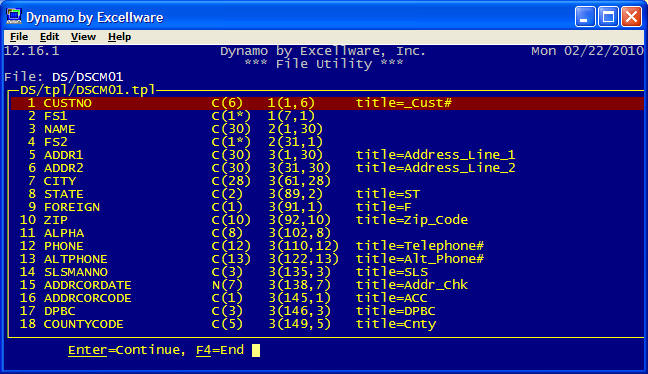 Dynamo by Excellware
File Edit View Help
12.16.1 Dynamo by Excellware, Inc. Mon 02/22/2010
*** File Utility ***
File: DS/DSCM01
DS/tpl/DSCM01.tpl
1 CUSTNO C(6) 1(1,6) title=_Cust#
2 FS1 C(1*) 1(7,1)
3 NAME C(30) 2(1,30)
4 FS2 C(1*) 2(31,1)
5 ADDR1 C(30) 3(1,30) title=Address_Line_1
6 ADDR2 C(30) 3(31,30) title=Address_Line_2
7 CITY C(28) 3(61,28)
8 STATE C(2) 3(89,2) title=ST
9 FOREIGN C(1) 3(91,1) title=F
10 ZIP C(10) 3(92,10) title=Zip_Code
11 ALPHA C(8) 3(102,8)
12 PHONE C(12) 3(110,12) title=Telephone#
13 ALTPHONE C(13) 3(122,13) title=Alt_Phone#
14 SLSMANNO C(3) 3(135,3) title=SLS
15 ADDRCORDATE N(7) 3(138,7) title=Addr_Chk
16 ADDRCORCODE C(1) 3(145,1) title=ACC
17 DPBC C(3) 3(146,3) title=DPBC
18 COUNTYCODE C(5) 3(149,5) title=Cnty
Enter=Continue, F4=End